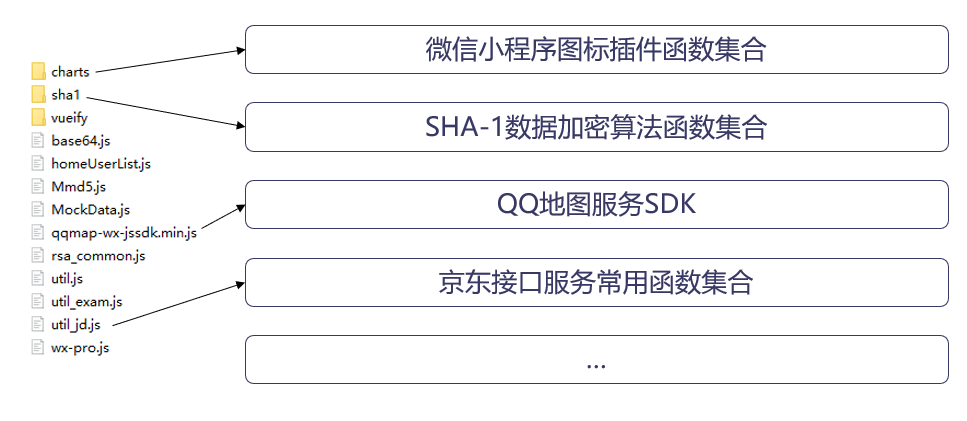 charts
sha1
vueify
base64.js
homeUserList.js
Mmd5.js
MockData.js
qqmap-wx-jssdk.min.js
rsa_common.js
util.js
util_exam.js
util_jd.js
wx-pro.js
微信小程序图标插件函数集合
SHA-1数据加密算法函数集合
QQ地图服务SDK
京东接口服务常用函数集合
...